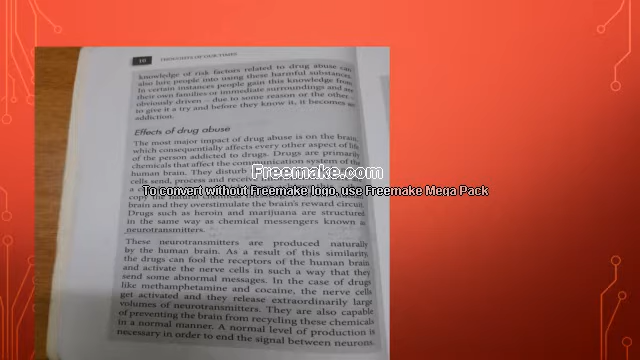 10 THOUGHTS OF OUR TIMES
knowledge of risk factors related to drug abuse can
also lure people into using these harmful substances.
In certain instances people gain this knowledge from
their own families or immediate surroundings and are
obviously driven – due to some reason or the other –
to give it a try and before they know it, it becomes an
addiction.
Effects of drug abuse
The most major impact of drug abuse is on the brain,
which consequentially affects every other aspect of life
of the person addicted to drugs. Drugs are primarily
chemicals that affect the communication system of the
human brain. They disturb
cells send, process and receive
Freemake.com
To convert without Freemake logo, use Freemake Mega Pack
copy the natural chemical
brain and they overstimulate the brain's reward circuit.
Drugs such as heroin and marijuana are structures
in the same way as chemical messengers known as
neurotransmitters.
These neurotransmitters are produced naturally
by the human brain. As a result of this similarity,
the drugs can fool the receptors of the human brain
and activate the nerve cells in such a way that they
send some abnormal messages. In the case of drugs
like methamphetamine and cocaine, the nerve cells
get activated and they release extraordinarily large
volumes of neurotransmitters. They are also capable
of preventing the brain from recycling these chemicals
in a normal manner. A normal level of production is
necessary in order to end the signal between neurons.